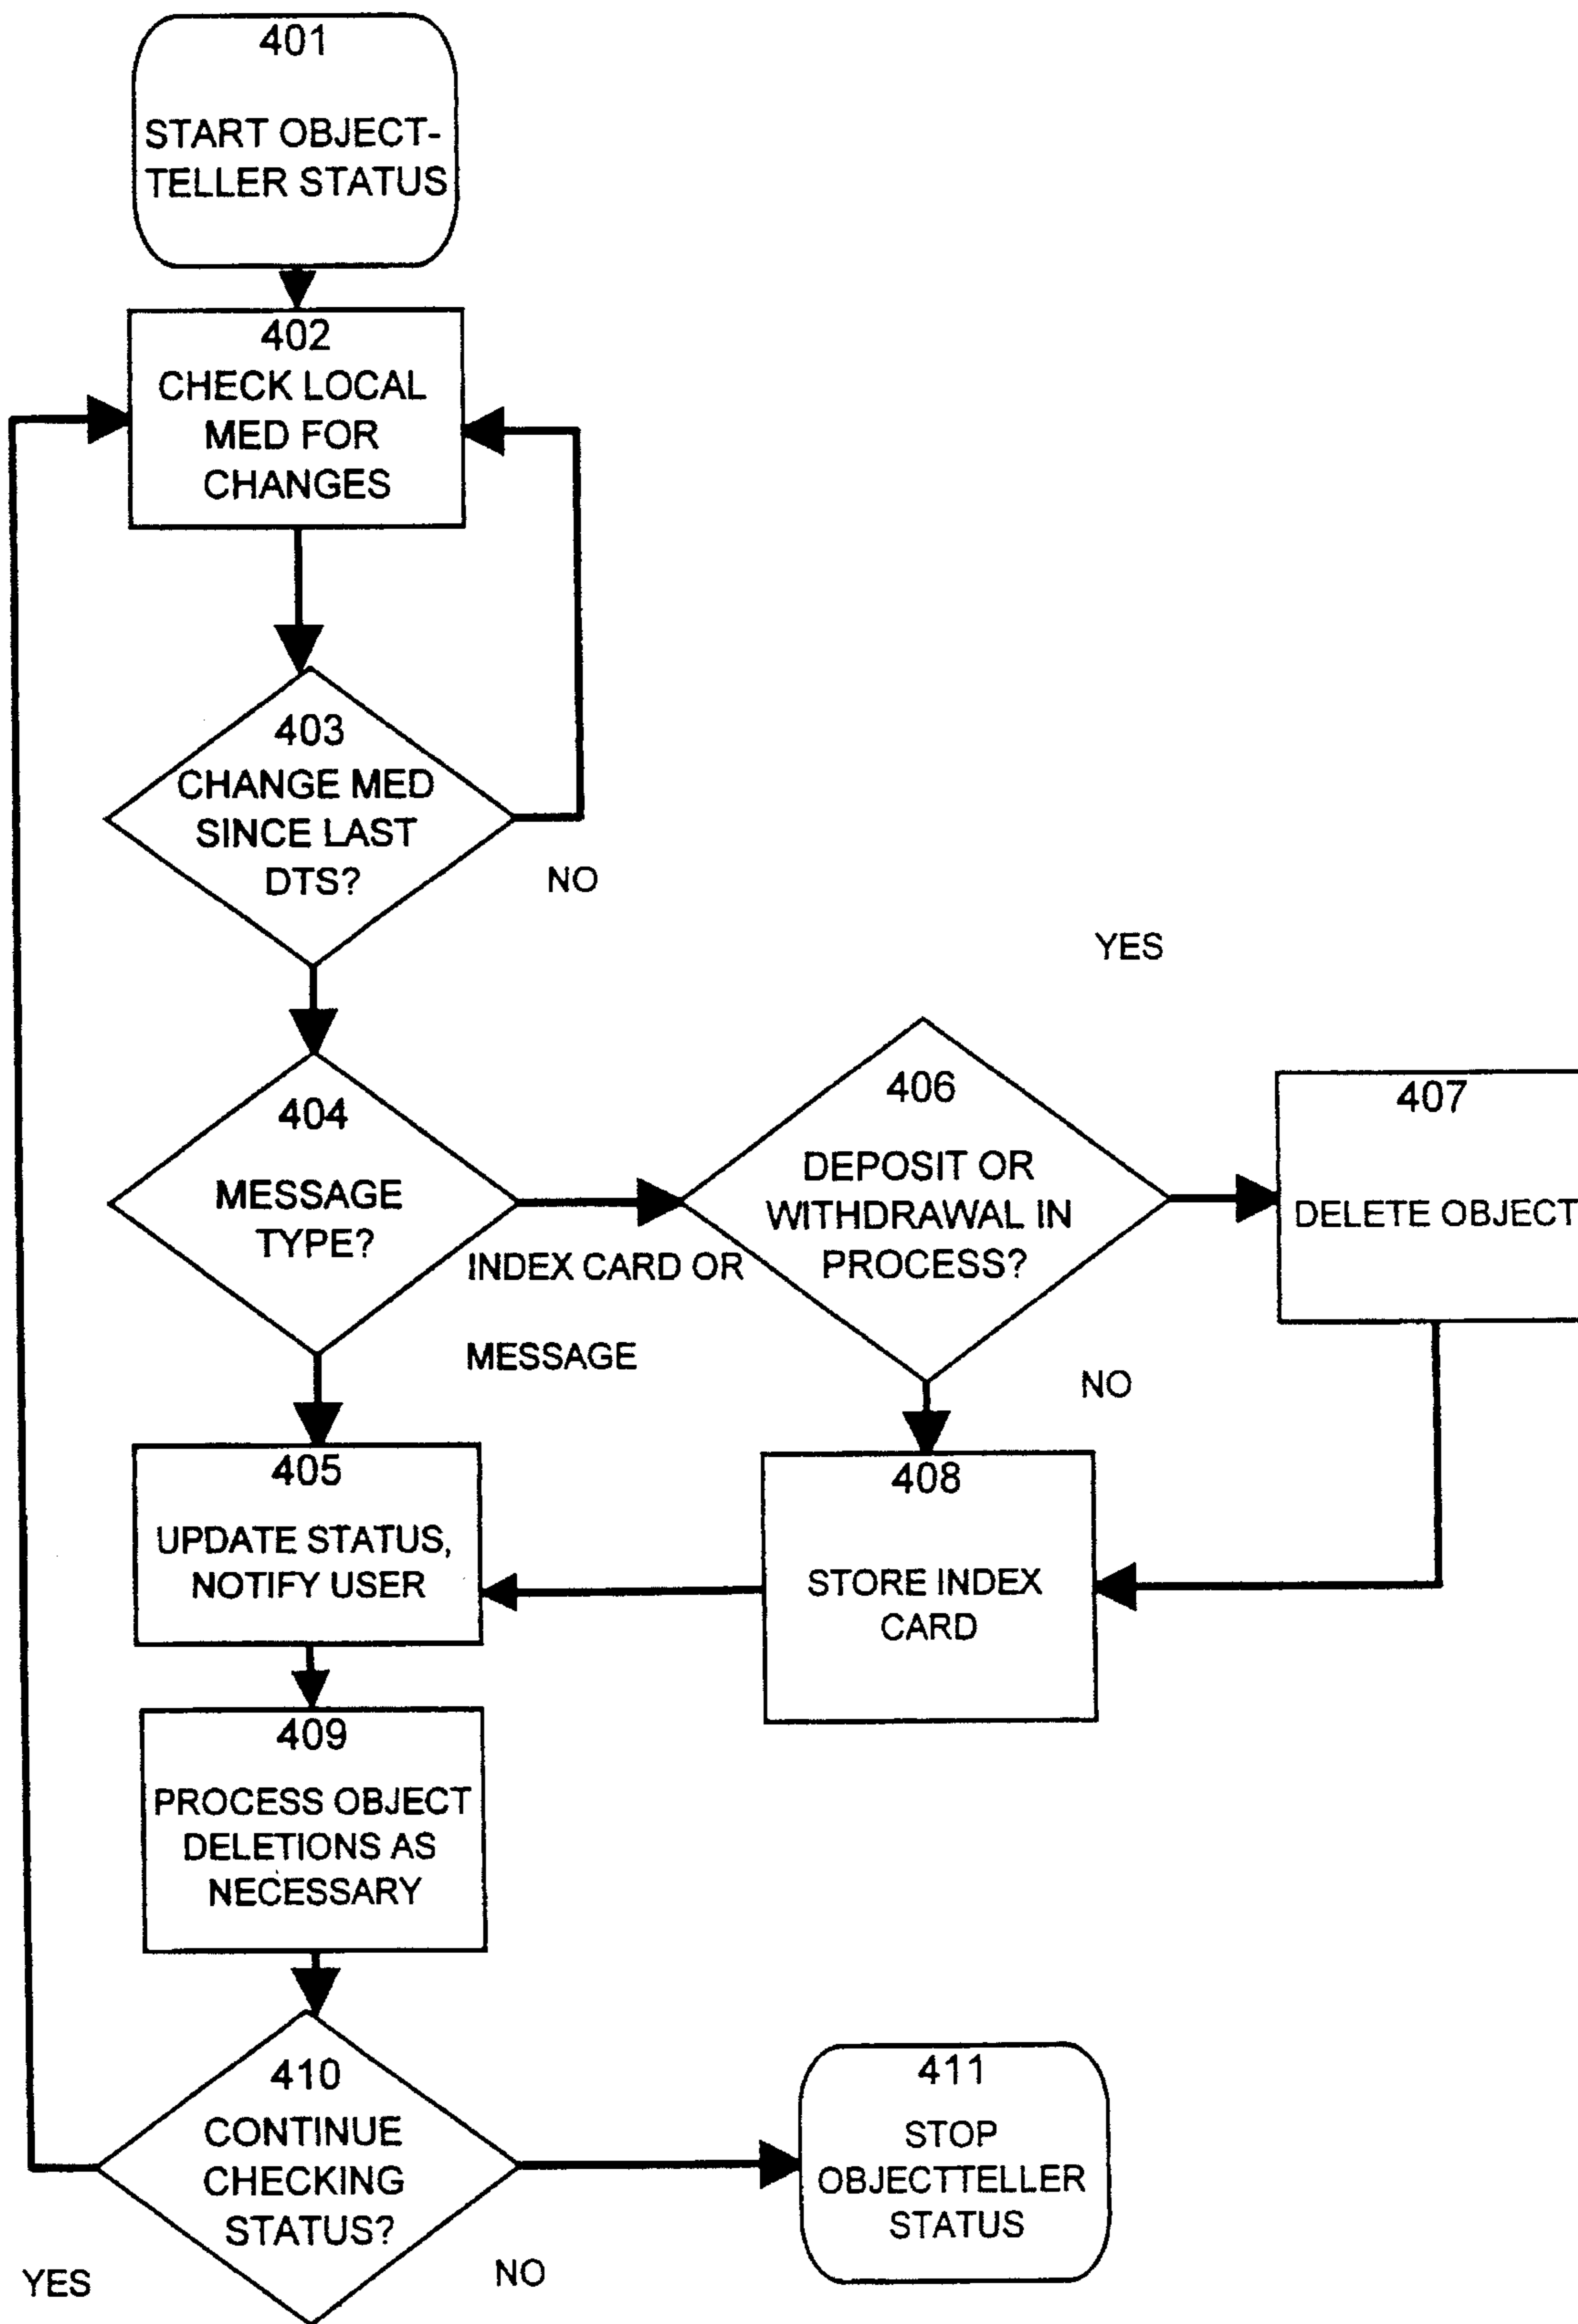 401
START OBJECT-
TELLER STATUS
402
CHECK LOCAL
MED FOR
CHANGES
403
CHANGE MED
SINCE LAST
DTS?
NO
YES
404
MESSAGE
TYPE?
INDEX CARD OR
MESSAGE
406
DEPOSIT OR
WITHDRAWAL IN
PROCESS?
NO
407
DELETE OBJECT
405
UPDATE STATUS,
NOTIFY USER
408
STORE INDEX
CARD
409
PROCESS OBJECT
DELETIONS AS
NECESSARY
410
CONTINUE
CHECKING
STATUS?
YES
NO
411
STOP
OBJECTTELLER
STATUS